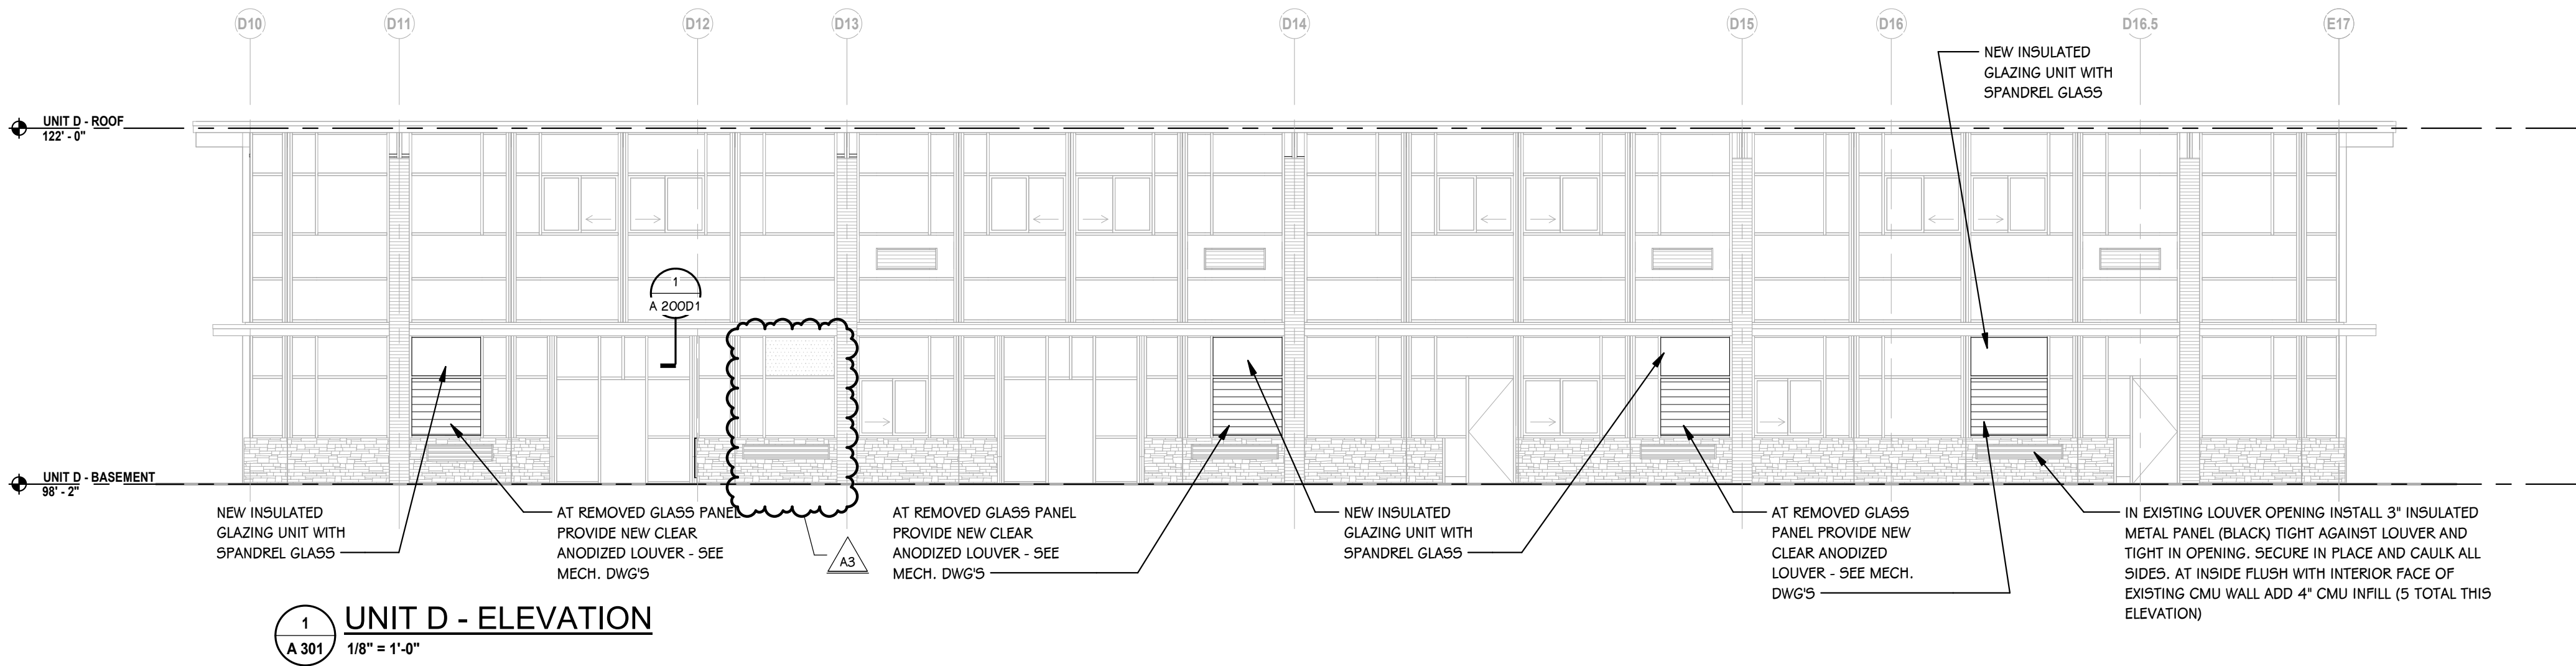 D10
D11
D12
D13
D14
D15
D16
D16.5
E17
NEW INSULATED
GLAZING UNIT WITH
SPANDREL GLASS
UNIT D - ROOF
122' - 0"
1
A 200D1
UNIT D - BASEMENT
98' - 2"
NEW INSULATED
GLAZING UNIT WITH
SPANDREL GLASS
AT REMOVED GLASS PANEL
PROVIDE NEW CLEAR
ANODIZED LOUVER - SEE
MECH. DWG'S
A3
AT REMOVED GLASS PANEL
PROVIDE NEW CLEAR
ANODIZED LOUVER - SEE
MECH. DWG'S
NEW INSULATED
GLAZING UNIT WITH
SPANDREL GLASS
AT REMOVED GLASS
PANEL PROVIDE NEW
CLEAR ANODIZED
LOUVER - SEE MECH.
DWG'S
IN EXISTING LOUVER OPENING INSTALL 3" INSULATED
METAL PANEL (BLACK) TIGHT AGAINST LOUVER AND
TIGHT IN OPENING. SECURE IN PLACE AND CAULK ALL
SIDES. AT INSIDE FLUSH WITH INTERIOR FACE OF
EXISTING CMU WALL ADD 4" CMU INFILL (5 TOTAL THIS
ELEVATION)
1
A 301
UNIT D - ELEVATION
1/8" = 1'-0"